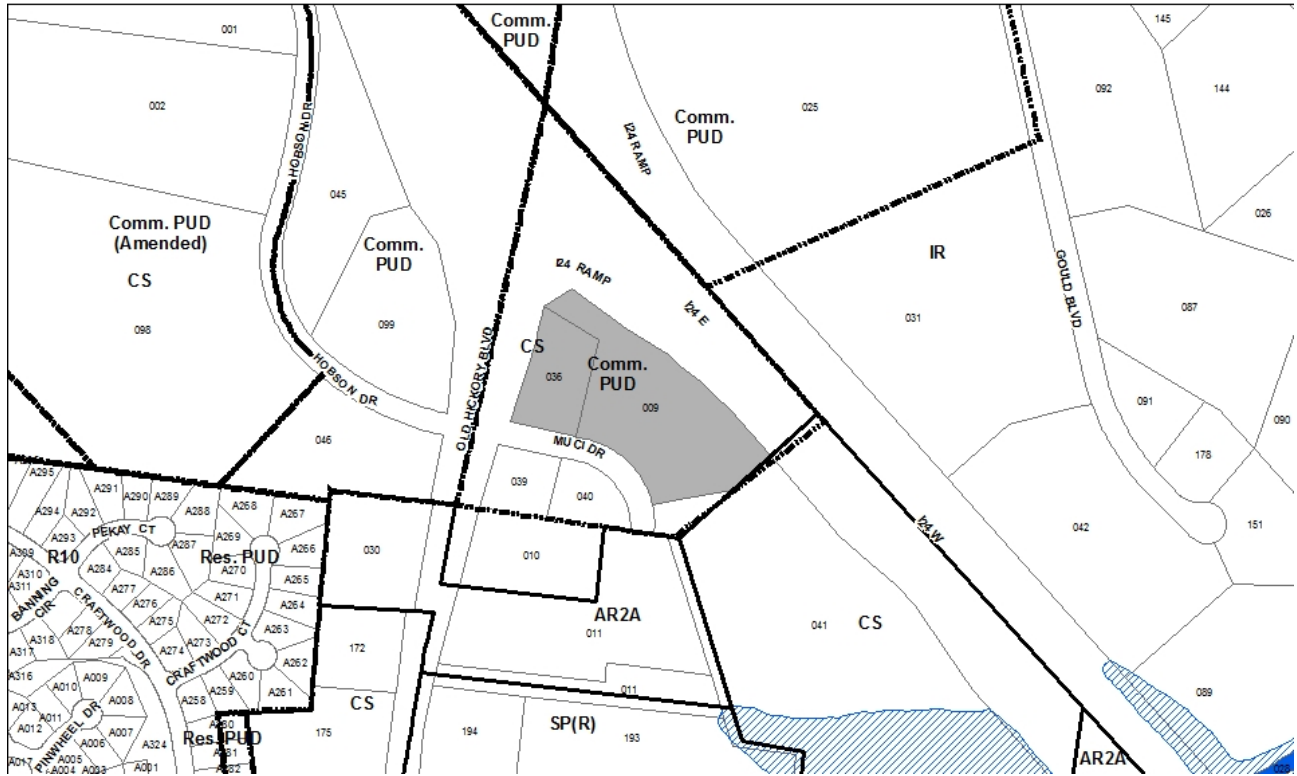 001
Comm.
PUD
145
002
HOBSON DR
I24 RAMP
Comm.
PUD
025
092
144
045
Comm. PUD
(Amended)
CS
098
Comm.
PUD
099
026
I24 RAMP
I24 E
IR
031
GOULD BLVD
087
HOBSON DR
OLD HICKORY BLVD
CS
036
Comm.
PUD
009
091
090
178
046
MUCI DR
039
040
042
151
I24 W
A295
A291
A290
A289
A294
A292
A288
A268
A267
A293
PEKAY CT
A269
A309
R10
A285
A287
Res. PUD
A266
030
010
A310
A284
A286
A270
A265
A311
A277
A271
A264
BANNING
CIR
CRAFTWOOD DR
A276
A275
A272
A263
AR2A
011
041
CS
A318
A278
A279
A273
A317
A274
CRAFTWOOD CT
A262
172
A316
A009
A260
A010
A008
A258
A259
A261
011
089
A013
A011
CS
A012
PINWHEEL DR
A007
A280
SP(R)
A006
A324
Res. PUD
175
194
193
A005
A281
AR2A
A017
A004
A003
A001
A282
029